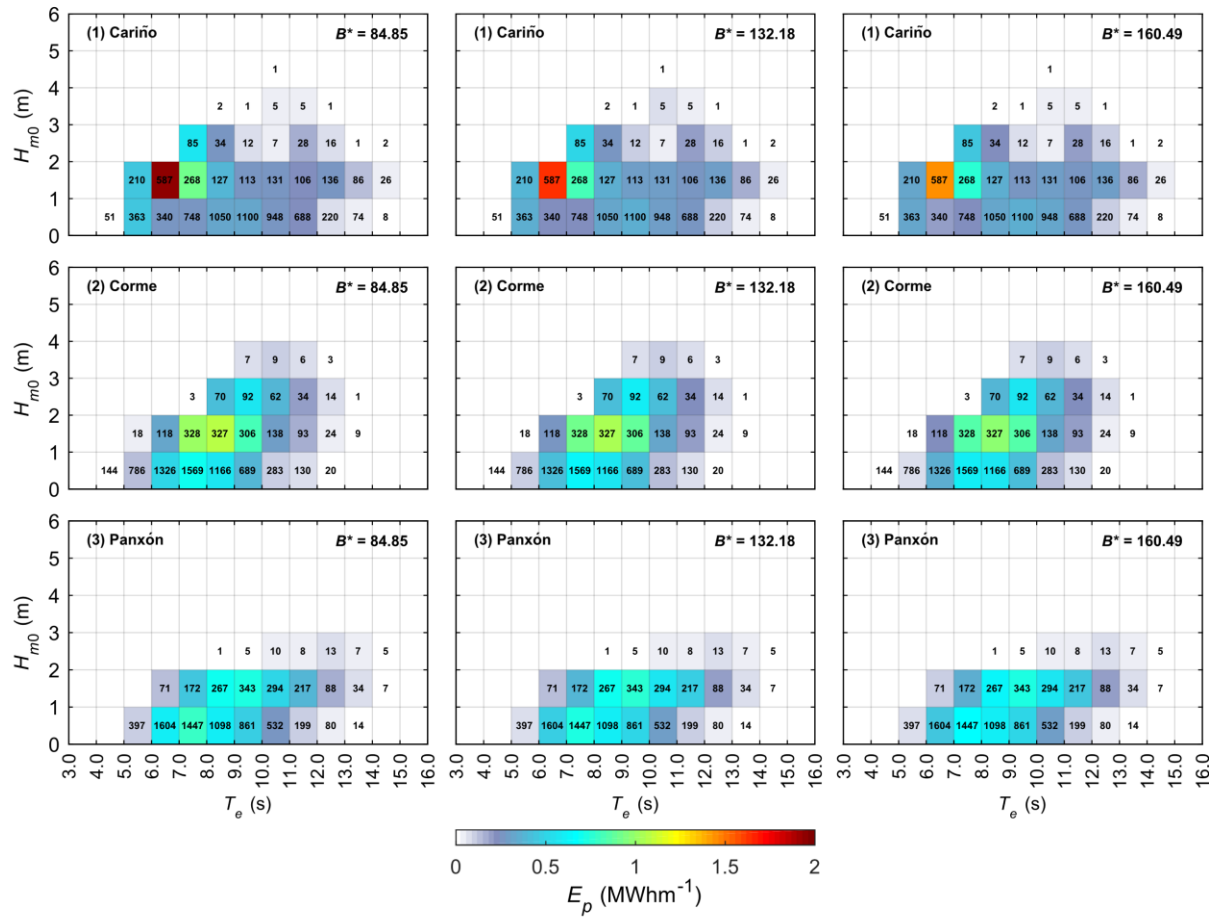 (1) Cariño B* = 84.85
(1) Cariño B* = 132.18
(1) Cariño B* = 160.49
6
5
4
3
2
1
0
H_m0 (m)
1 1 1
2 1 5 5 1 2 1 5 5 1 2 1 5 5 1
85 34 12 7 28 16 1 2 85 34 12 7 28 16 1 2 85 34 12 7 28 16 1 2
210 587 268 127 113 131 106 136 86 26 210 587 268 127 113 131 106 136 86 26 210 587 268 127 113 131 106 136 86 26
51 363 340 748 1050 1100 948 688 220 74 8 51 363 340 748 1050 1100 948 688 220 74 8 51 363 340 748 1050 1100 948 688 220 74 8
(2) Corme B* = 84.85
(2) Corme B* = 132.18
(2) Corme B* = 160.49
6
5
4
3
2
1
0
H_m0 (m)
7 9 6 3 7 9 6 3 7 9 6 3
3 70 92 62 34 14 1 3 70 92 62 34 14 1 3 70 92 62 34 14 1
18 118 328 327 306 138 93 24 9 18 118 328 327 306 138 93 24 9 18 118 328 327 306 138 93 24 9
144 786 1326 1569 1166 689 283 130 20 144 786 1326 1569 1166 689 283 130 20 144 786 1326 1569 1166 689 283 130 20
(3) Panxón B* = 84.85
(3) Panxón B* = 132.18
(3) Panxón B* = 160.49
6
5
4
3
2
1
0
H_m0 (m)
1 5 10 8 13 7 5 1 5 10 8 13 7 5 1 5 10 8 13 7 5
71 172 267 343 294 217 88 34 7 71 172 267 343 294 217 88 34 7 71 172 267 343 294 217 88 34 7
397 1604 1447 1098 861 532 199 80 14 397 1604 1447 1098 861 532 199 80 14 397 1604 1447 1098 861 532 199 80 14
3.0 4.0 5.0 6.0 7.0 8.0 9.0 10.0 11.0 12.0 13.0 14.0 15.0 16.0
3.0 4.0 5.0 6.0 7.0 8.0 9.0 10.0 11.0 12.0 13.0 14.0 15.0 16.0
3.0 4.0 5.0 6.0 7.0 8.0 9.0 10.0 11.0 12.0 13.0 14.0 15.0 16.0
T_e (s)
T_e (s)
T_e (s)
0 0.5 1 1.5 2
E_p (MWhm⁻¹)